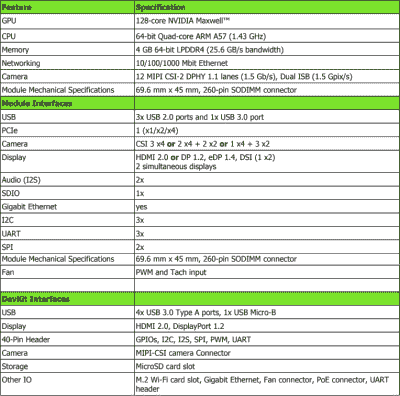 Feature Specification
GPU 128-core NVIDIA Maxwell™
CPU 64-bit Quad-core ARM A57 (1.43 GHz)
Memory 4 GB 64-bit LPDDR4 (25.6 GB/s bandwidth)
Networking 10/100/1000 Mbit Ethernet
Camera 12 MIPI CSI-2 DPHY 1.1 lanes (1.5 Gb/s), Dual ISB (1.5 Gpix/s)
Module Mechanical Specifications 69.6 mm x 45 mm, 260-pin SODIMM connector
Module Interfaces
USB 3x USB 2.0 ports and 1x USB 3.0 port
PCIe 1 (x1/x2/x4)
Camera CSI 3 x4 or 2 x4 + 2 x2 or 1 x4 + 3 x2
Display HDMI 2.0 or DP 1.2, eDP 1.4, DSI (1 x2)
2 simultaneous displays
Audio (I2S) 2x
SDIO 1x
Gigabit Ethernet yes
I2C 3x
UART 3x
SPI 2x
Module Mechanical Specifications 69.6 mm x 45 mm, 260-pin SODIMM connector
Fan PWM and Tach input
DevKit Interfaces
USB 4x USB 3.0 Type A ports, 1x USB Micro-B
Display HDMI 2.0, DisplayPort 1.2
40-Pin Header GPIOs, I2C, I2S, SPI, PWM, UART
Camera MIPI-CSI camera Connector
Storage MicroSD card slot
Other IO M.2 Wi-Fi card slot, Gigabit Ethernet, Fan connector, PoE connector, UART
header